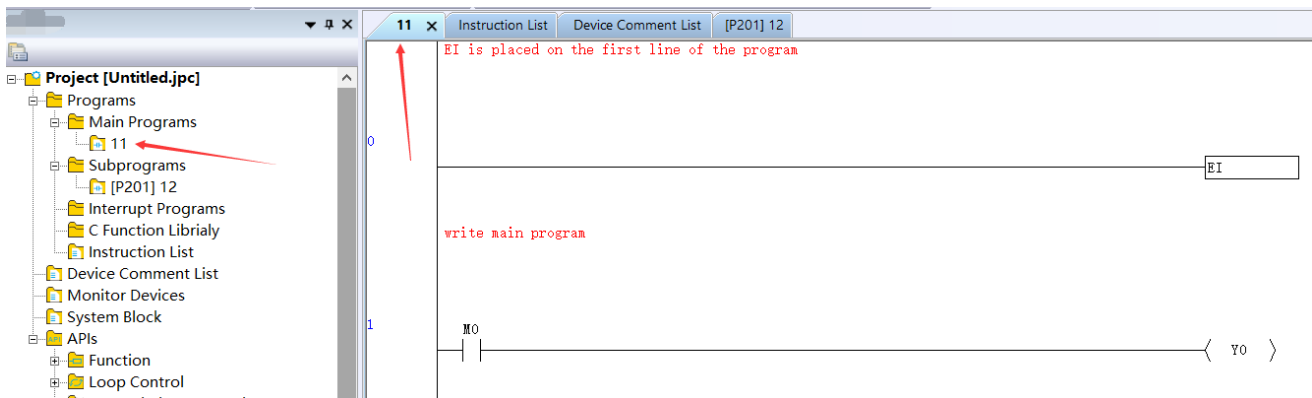 11 Instruction List Device Comment List [P201] 12
Project [Untitled.jpc]
Programs
Main Programs
11
Subprograms
[P201] 12
Interrupt Programs
C Function Librialy
Instruction List
Device Comment List
Monitor Devices
System Block
APIs
Function
Loop Control
EI is placed on the first line of the program
0
EI
write main program
1
M0
Y0